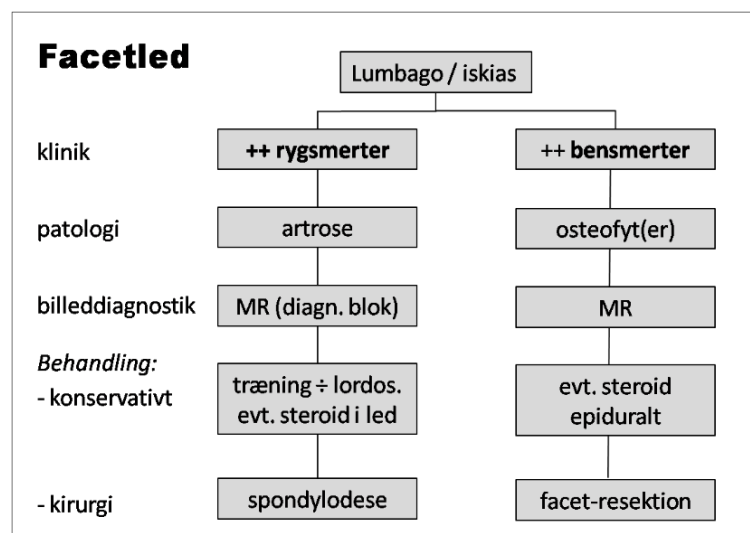 Facetled
Lumbago / iskias
klinik
++ rygsmerter
++ bensmerter
patologi
artrose
osteofyt(er)
billeddiagnostik
MR (diagn. blok)
MR
Behandling:
- konservativt
træning ÷ lordos.
evt. steroid i led
evt. steroid
epiduralt
- kirurgi
spondylodese
facet-resektion